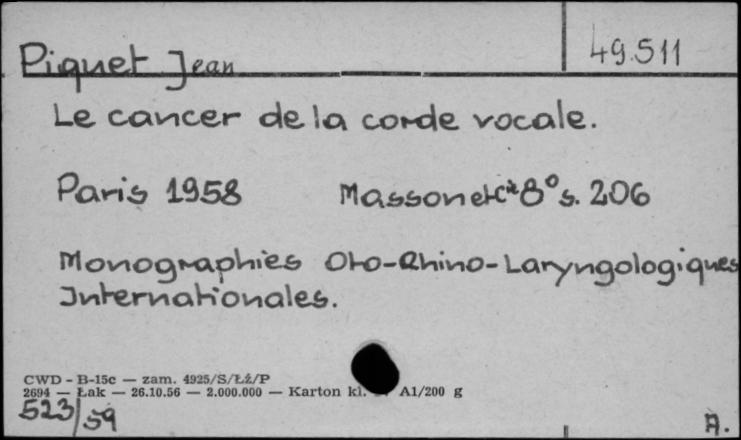 49.511
Piquet Jean
Le cancer de la corde vocale.
Paris 1958 Masson et Cie 8° s. 206
Monographies Oto-Rhino-Laryngologiques
Internationales.
CWD - B-15c — zam. 4925/S/Łż/P
2694 — Łak — 26.10.56 — 2.000.000 — Karton kl. A1/200 g
523/59
A.